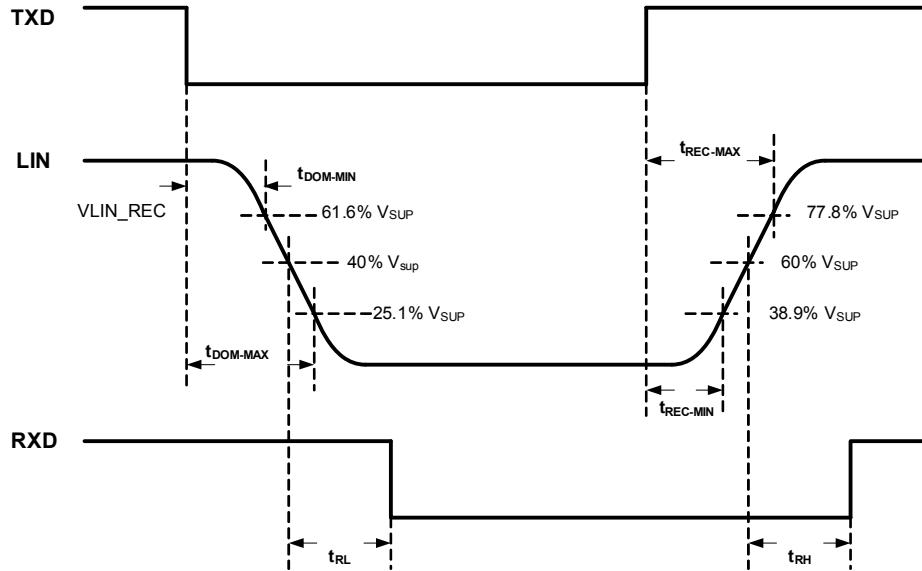 TXD
LIN
tREC-MAX
tDOM-MIN
VLIN_REC
61.6% VSUP
77.8% VSUP
40% Vsup
60% VSUP
25.1% VSUP
38.9% VSUP
tDOM-MAX
tREC-MIN
RXD
tRL
tRH